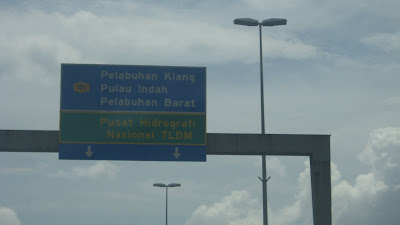 Pelabuhan Klang
Pulau Indah
Pelabuhan Barat
Pusat Hidrografi
Nasional TLDM